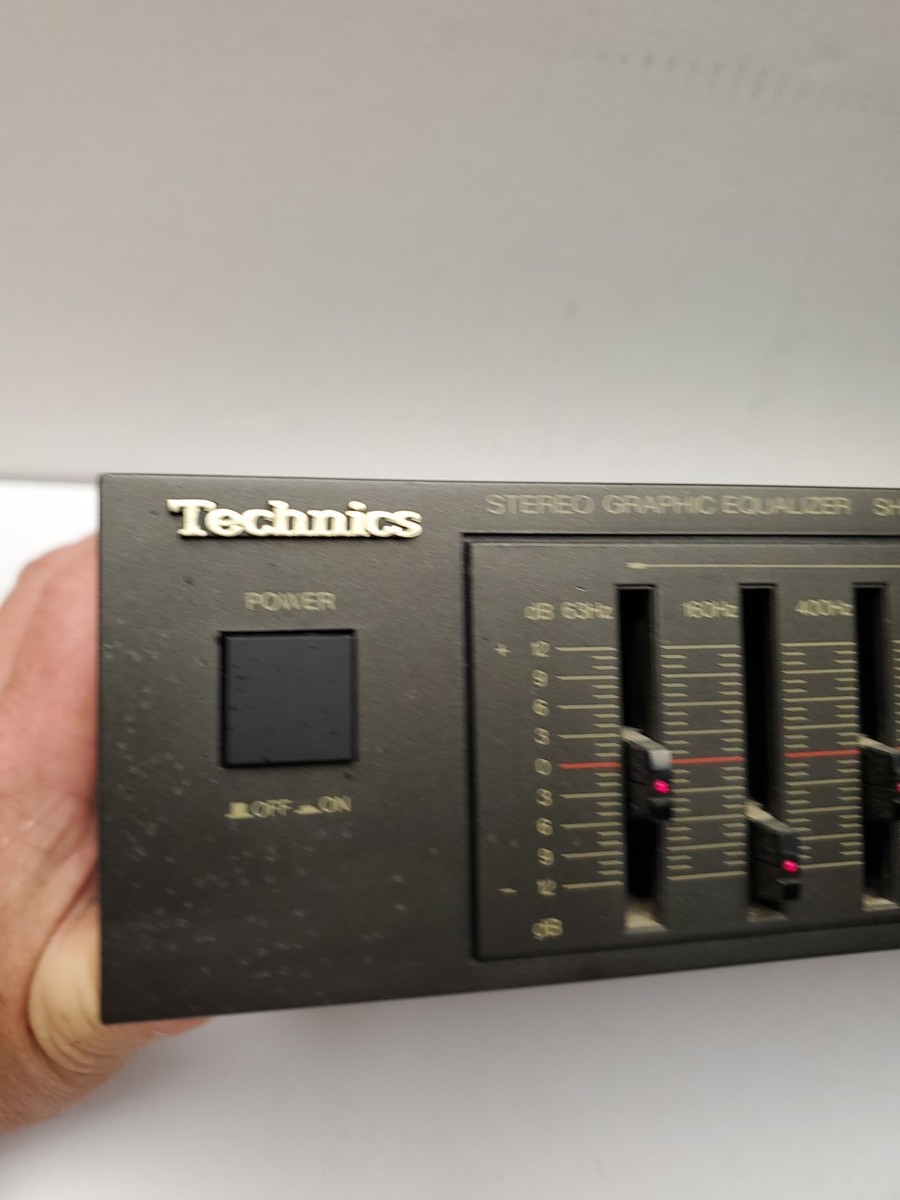 Technics
STEREO GRAPHIC EQUALIZER SH
POWER
OFF ON
dB 63Hz 160Hz 400Hz
+ 12
9
6
3
0
3
6
9
- 12
dB